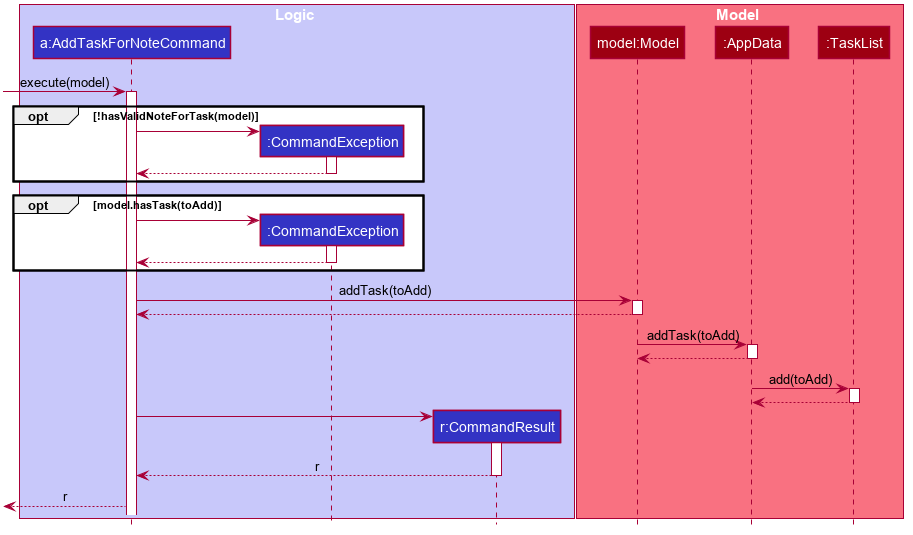 Logic
Model
a:AddTaskForNoteCommand
model:Model
:AppData
:TaskList
execute(model)
opt
[!hasValidNoteForTask(model)]
:CommandException
opt
[model.hasTask(toAdd)]
:CommandException
addTask(toAdd)
addTask(toAdd)
add(toAdd)
r:CommandResult
r
r